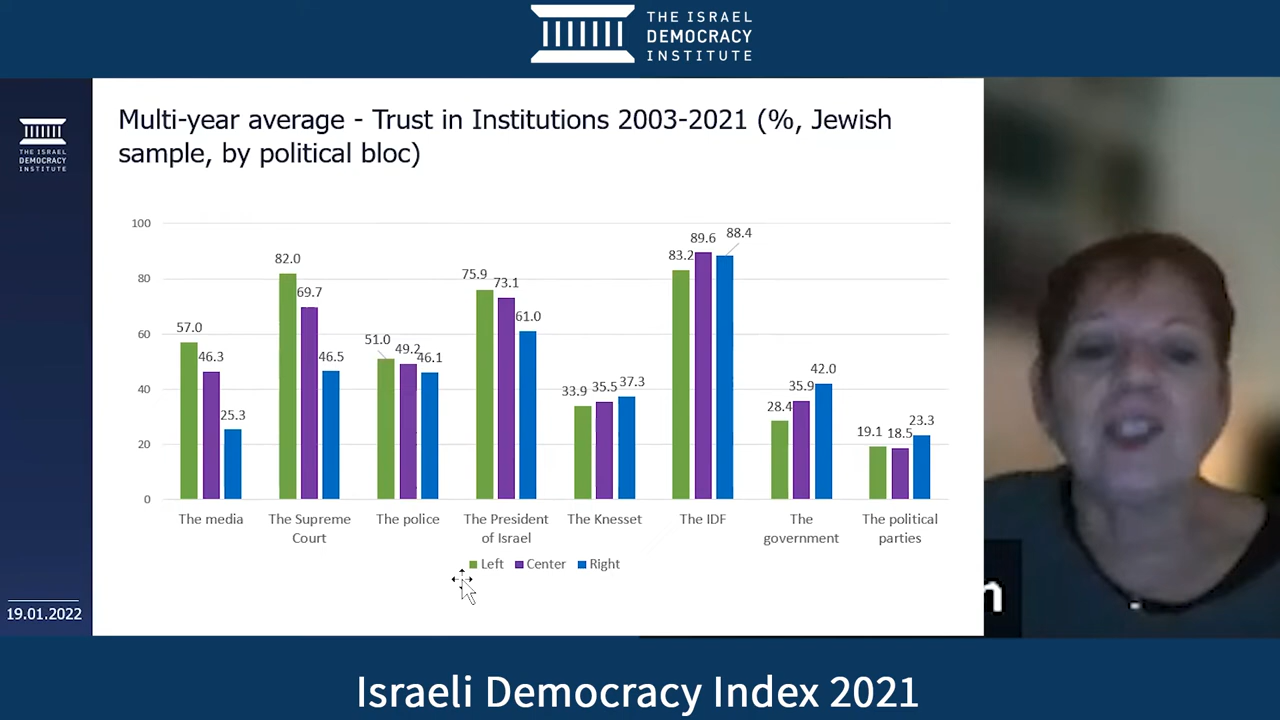 THE ISRAEL
DEMOCRACY
INSTITUTE
THE ISRAEL
DEMOCRACY
INSTITUTE
Multi-year average - Trust in Institutions 2003-2021 (%, Jewish
sample, by political bloc)
100
80
60
40
20
0
57.0
46.3
25.3
82.0
69.7
46.5
51.0
49.2
46.1
75.9
73.1
61.0
33.9
35.5
37.3
83.2
89.6
88.4
28.4
35.9
42.0
19.1
18.5
23.3
The media
The Supreme
Court
The police
The President
of Israel
The Knesset
The IDF
The
government
The political
parties
Left
Center
Right
19.01.2022
n
Israeli Democracy Index 2021